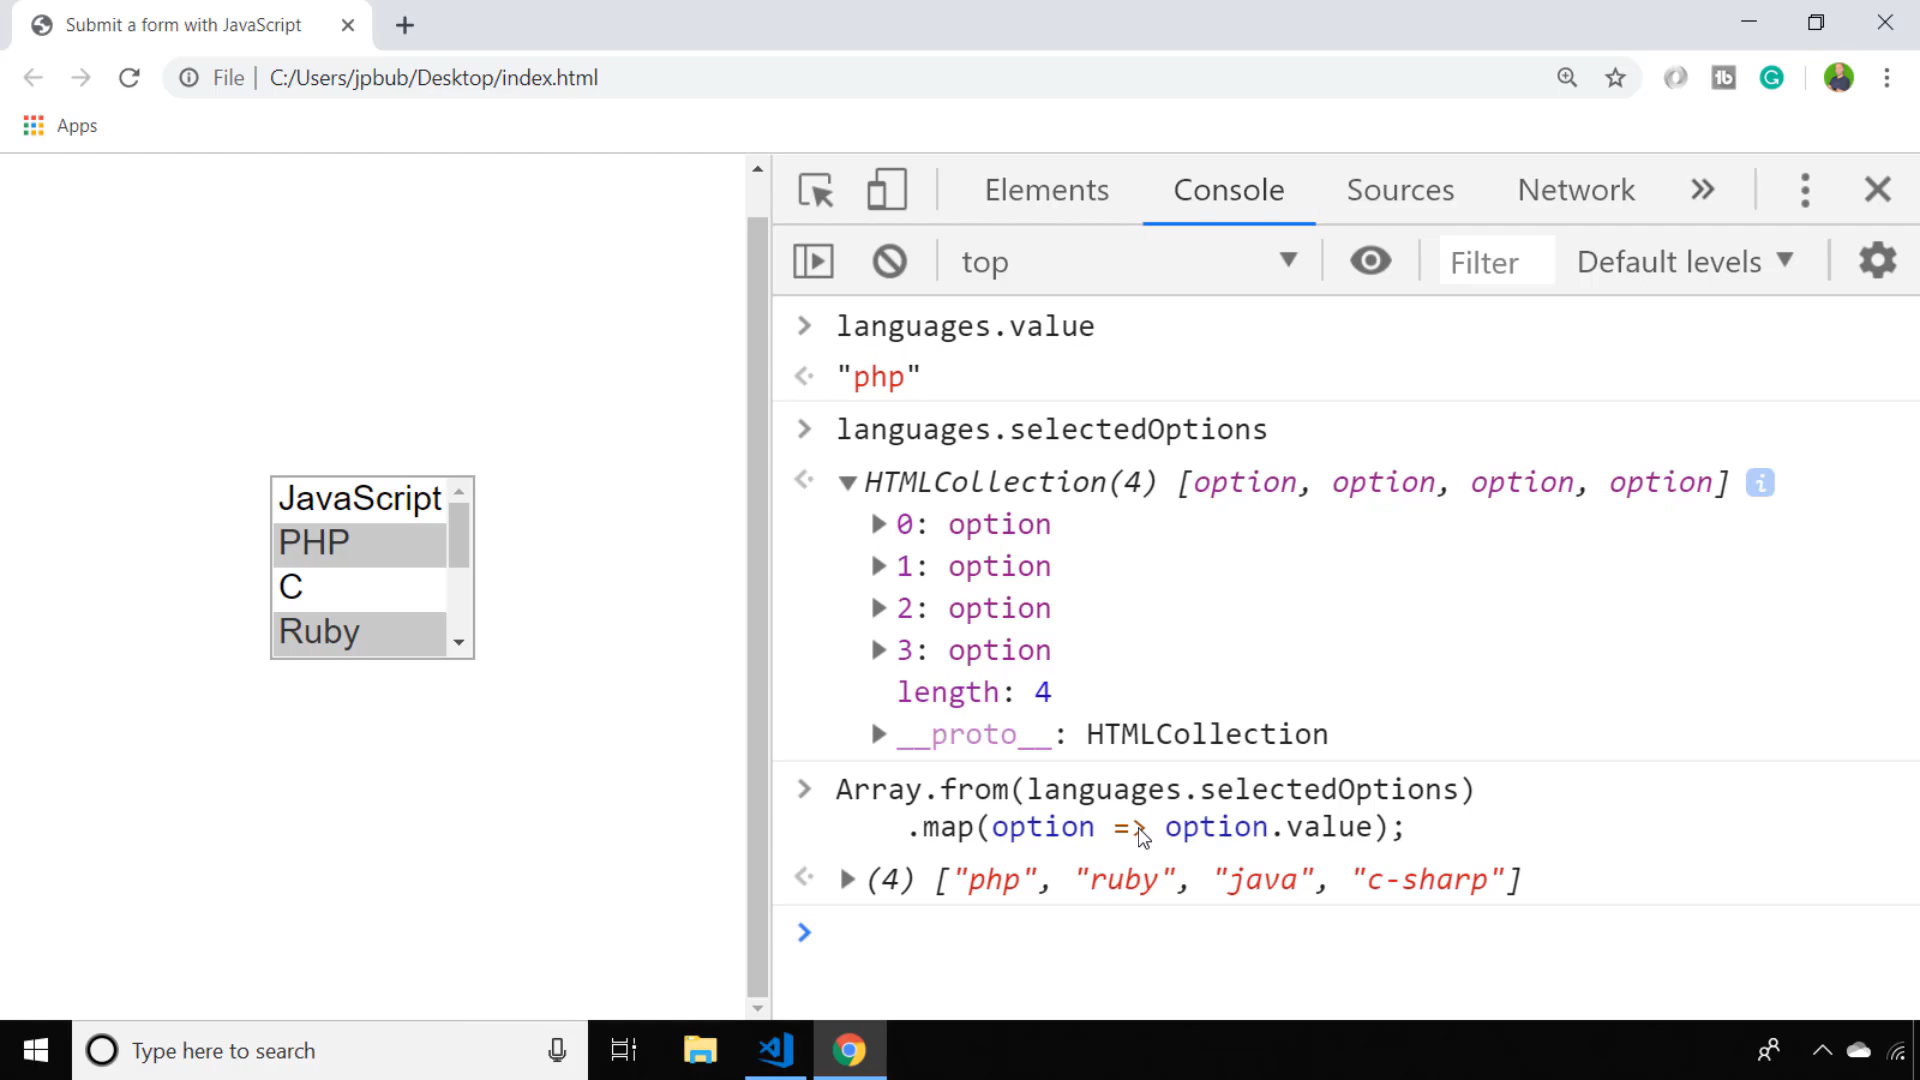 Submit a form with JavaScript
File | C:/Users/jpbub/Desktop/index.html
Apps
JavaScript
PHP
C
Ruby
Elements Console Sources Network
top Filter Default levels
languages.value
"php"
languages.selectedOptions
HTMLCollection(4) [option, option, option, option]
0: option
1: option
2: option
3: option
length: 4
__proto__: HTMLCollection
Array.from(languages.selectedOptions)
.map(option => option.value);
(4) ["php", "ruby", "java", "c-sharp"]
Type here to search